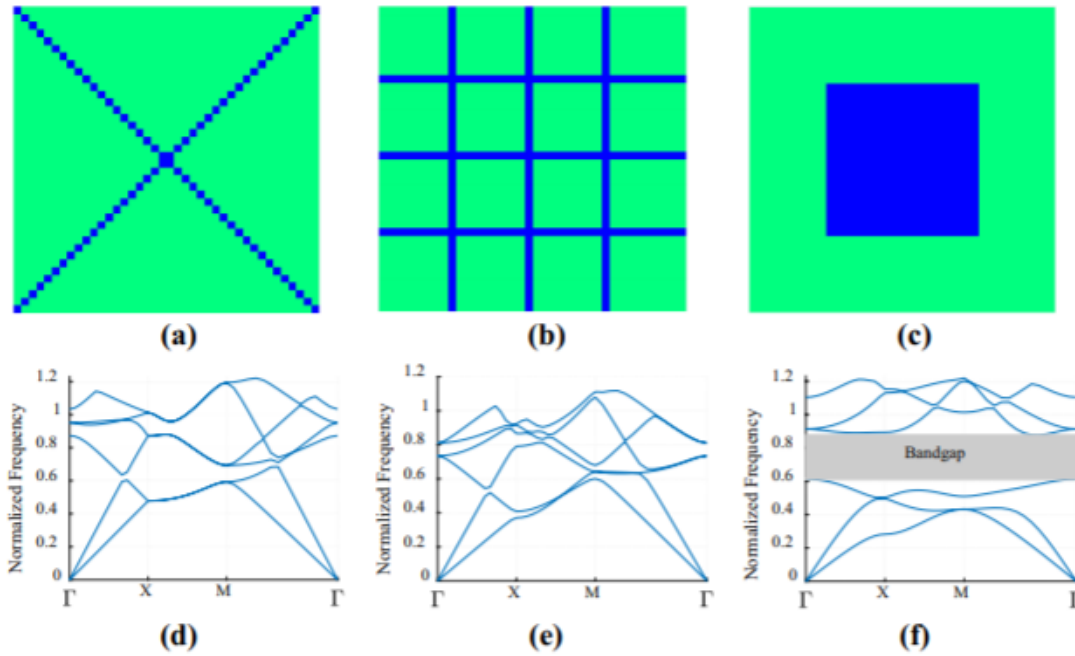 (a) (b) (c)
1.2 1.2 1.2
1 1 1
0.8 0.8 0.8
Bandgap
0.6 0.6 0.6
0.4 0.4 0.4
0.2 0.2 0.2
0 0 0
Normalized Frequency Normalized Frequency Normalized Frequency
Γ X M Γ Γ X M Γ Γ X M Γ
(d) (e) (f)